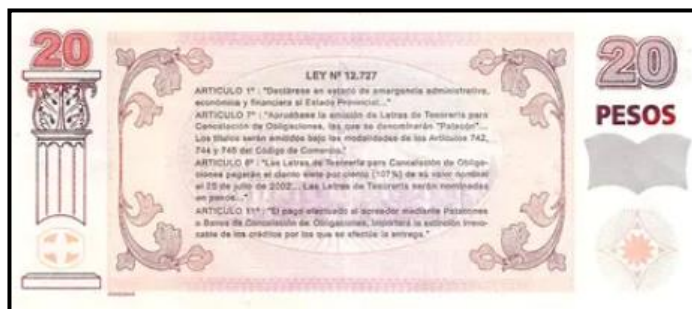 20
20
PESOS
LEY Nº 12.727
ARTICULO 1º : "Declárase en estado de emergencia administrativa,
económica y financiera al Estado Provincial..."
ARTICULO 7º : "Apruébase la emisión de Letras de Tesorería para
Cancelación de Obligaciones, las que se denominarán "Patacón"...
Los títulos serán emitidos bajo las modalidades de los Artículos 742,
744 y 745 del Código de Comercio."
ARTICULO 8º : "Las Letras de Tesorería para Cancelación de Obliga-
ciones pagarán el ciento siete por ciento (107%) de su valor nominal
al 25 de julio de 2002... Las Letras de Tesorería serán nominadas
en pesos..."
ARTICULO 11º : "El pago efectuado al acreedor mediante Patacones
o Bonos de Cancelación de Obligaciones, importará la extinción irrevo-
cable de los créditos por los que se efectúe la entrega."